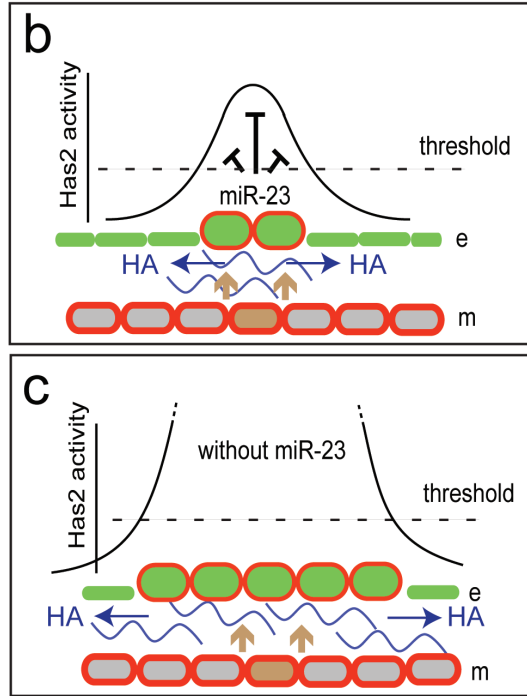 b
Has2 activity
threshold
miR-23
e
HA
HA
m
c
Has2 activity
without miR-23
threshold
e
HA
HA
m